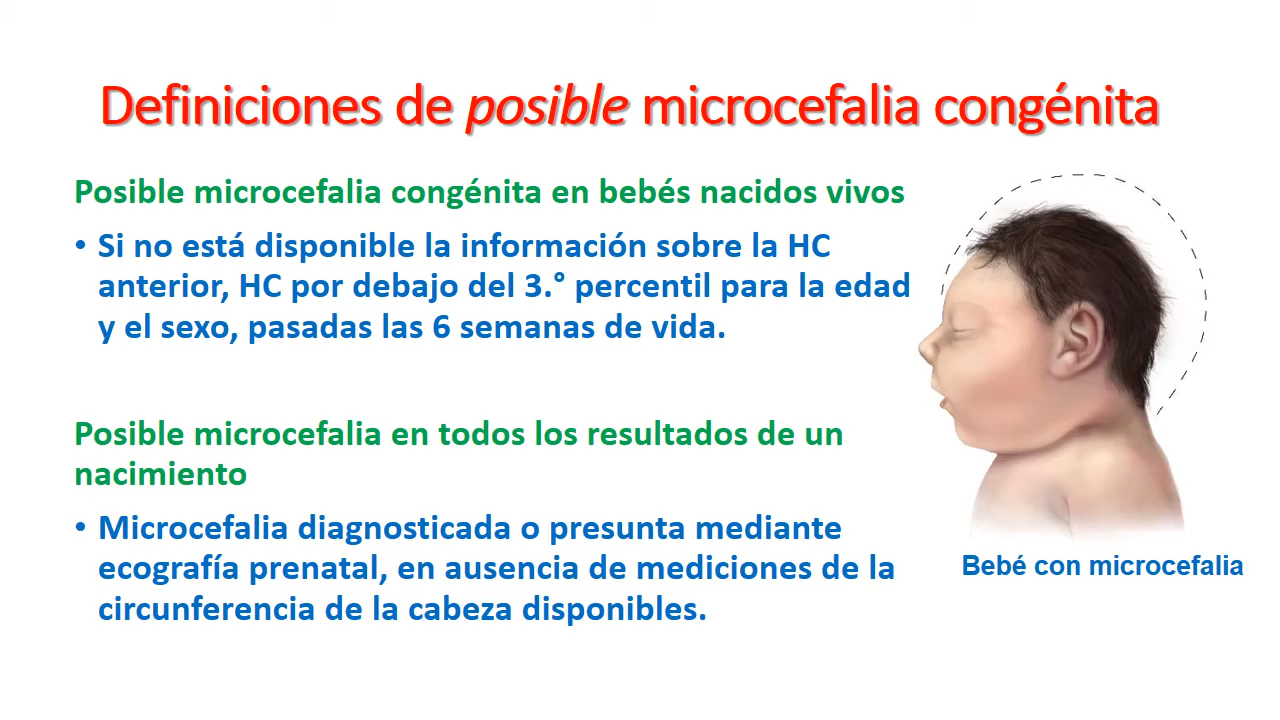 Definiciones de posible microcefalia congénita
Posible microcefalia congénita en bebés nacidos vivos
• Si no está disponible la información sobre la HC
anterior, HC por debajo del 3.° percentil para la edad
y el sexo, pasadas las 6 semanas de vida.
Posible microcefalia en todos los resultados de un
nacimiento
• Microcefalia diagnosticada o presunta mediante
ecografía prenatal, en ausencia de mediciones de la
circunferencia de la cabeza disponibles.
Bebé con microcefalia